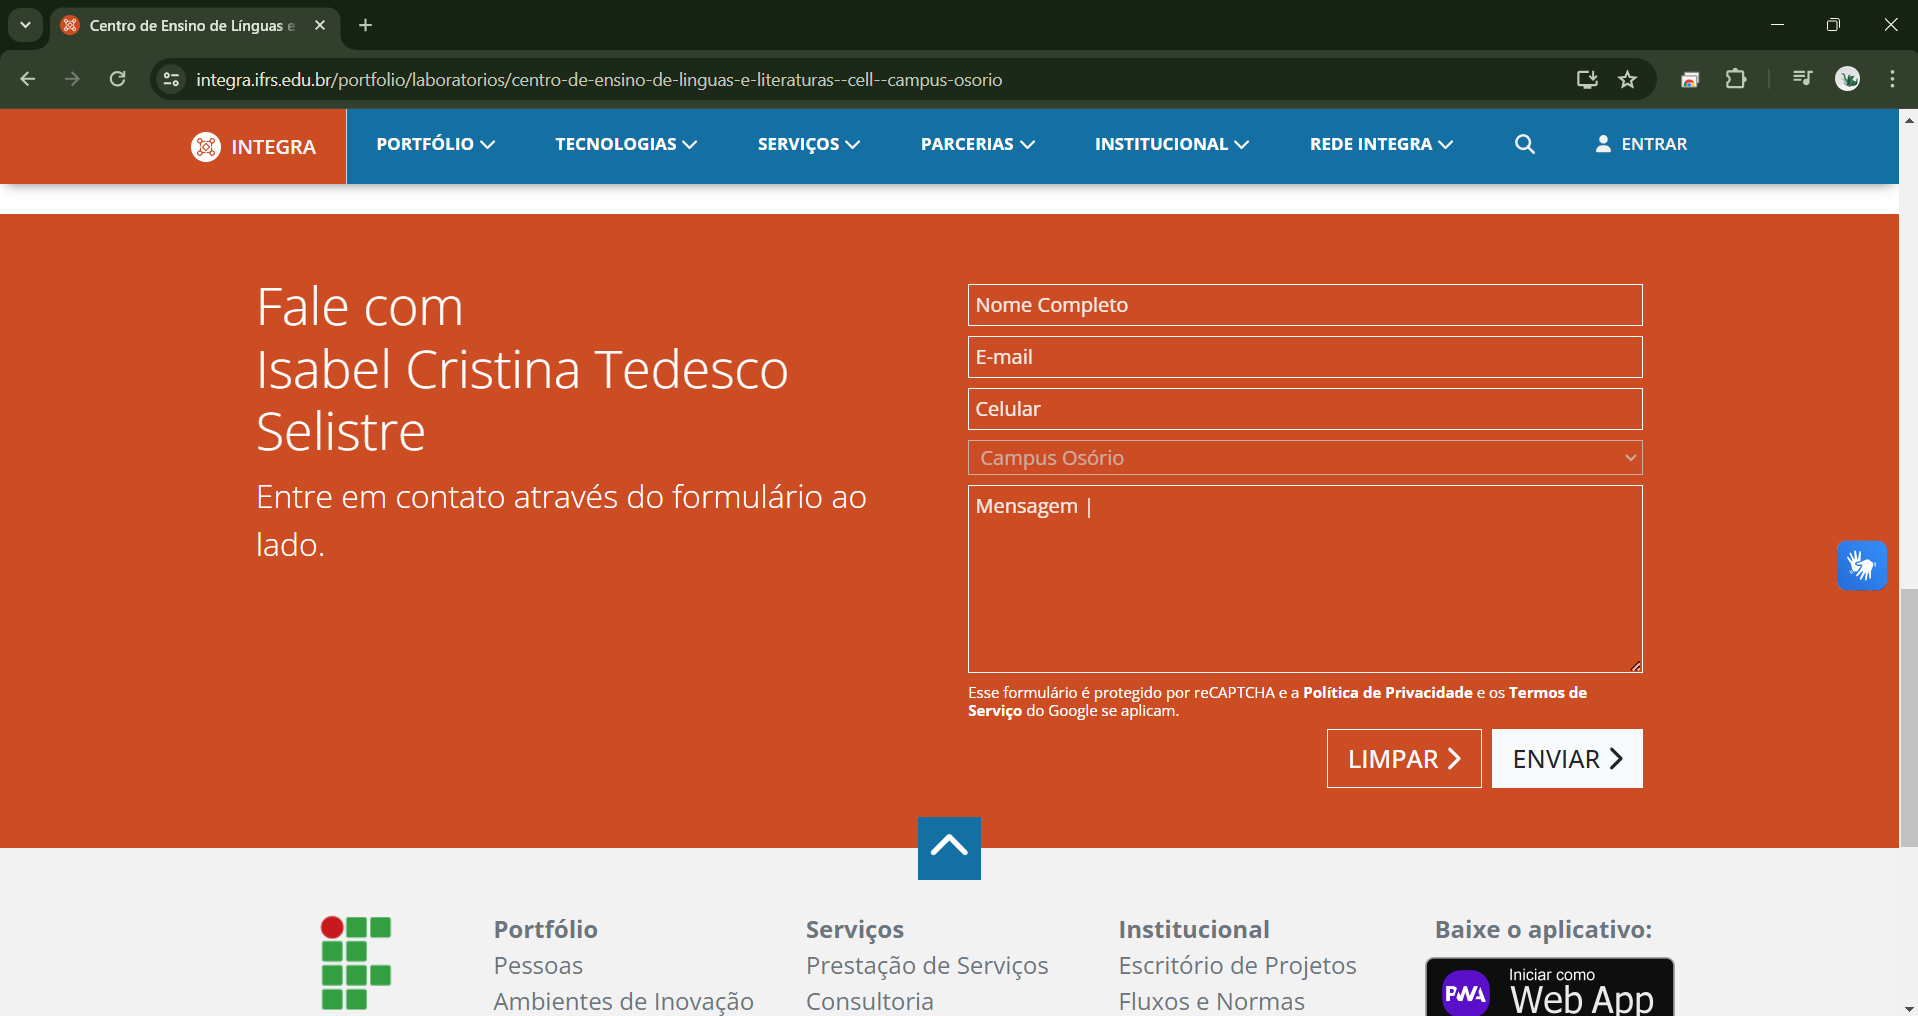 Centro de Ensino de Línguas e
integra.ifrs.edu.br/portfolio/laboratorios/centro-de-ensino-de-linguas-e-literaturas--cell--campus-osorio
INTEGRA
PORTFÓLIO
TECNOLOGIAS
SERVIÇOS
PARCERIAS
INSTITUCIONAL
REDE INTEGRA
ENTRAR
Fale com
Isabel Cristina Tedesco
Selistre
Entre em contato através do formulário ao
lado.
Nome Completo
E-mail
Celular
Campus Osório
Mensagem |
Esse formulário é protegido por reCAPTCHA e a Política de Privacidade e os Termos de
Serviço do Google se aplicam.
LIMPAR
ENVIAR
Portfólio
Pessoas
Ambientes de Inovação
Serviços
Prestação de Serviços
Consultoria
Institucional
Escritório de Projetos
Fluxos e Normas
Baixe o aplicativo:
PWA
Iniciar como
Web App